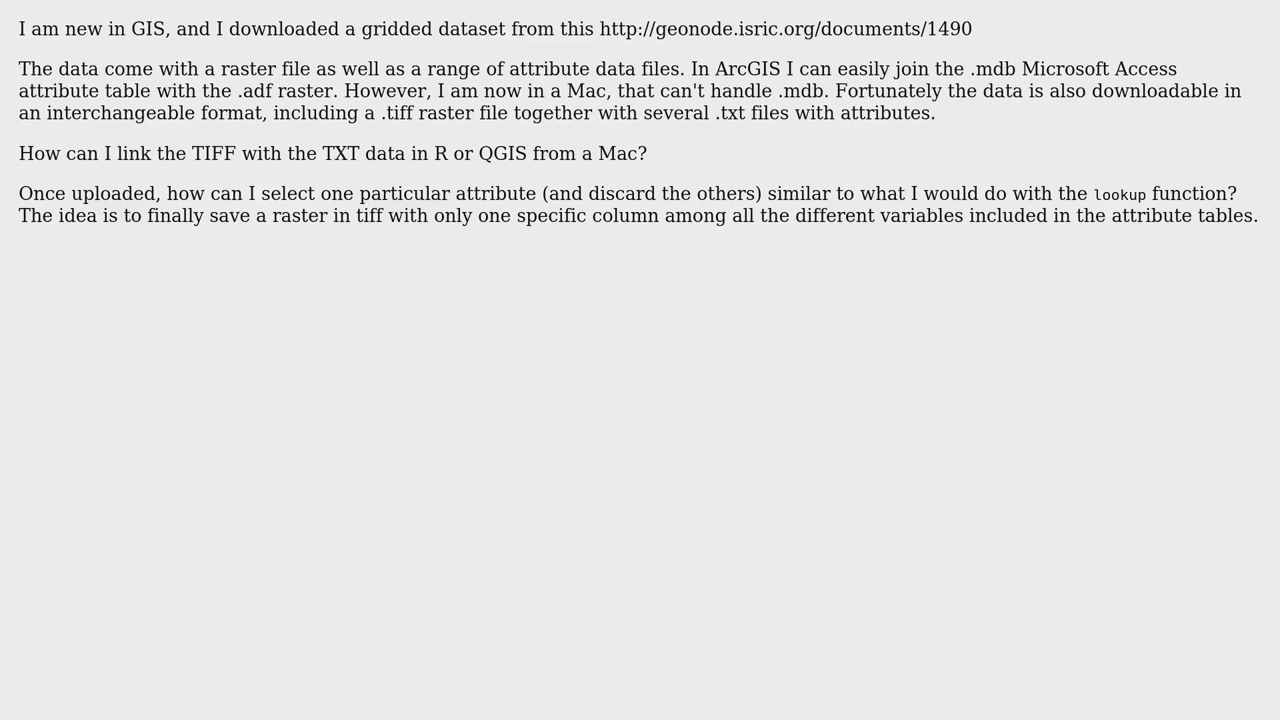 I am new in GIS, and I downloaded a gridded dataset from this http://geonode.isric.org/documents/1490
The data come with a raster file as well as a range of attribute data files. In ArcGIS I can easily join the .mdb Microsoft Access
attribute table with the .adf raster. However, I am now in a Mac, that can't handle .mdb. Fortunately the data is also downloadable in
an interchangeable format, including a .tiff raster file together with several .txt files with attributes.
How can I link the TIFF with the TXT data in R or QGIS from a Mac?
Once uploaded, how can I select one particular attribute (and discard the others) similar to what I would do with the lookup function?
The idea is to finally save a raster in tiff with only one specific column among all the different variables included in the attribute tables.